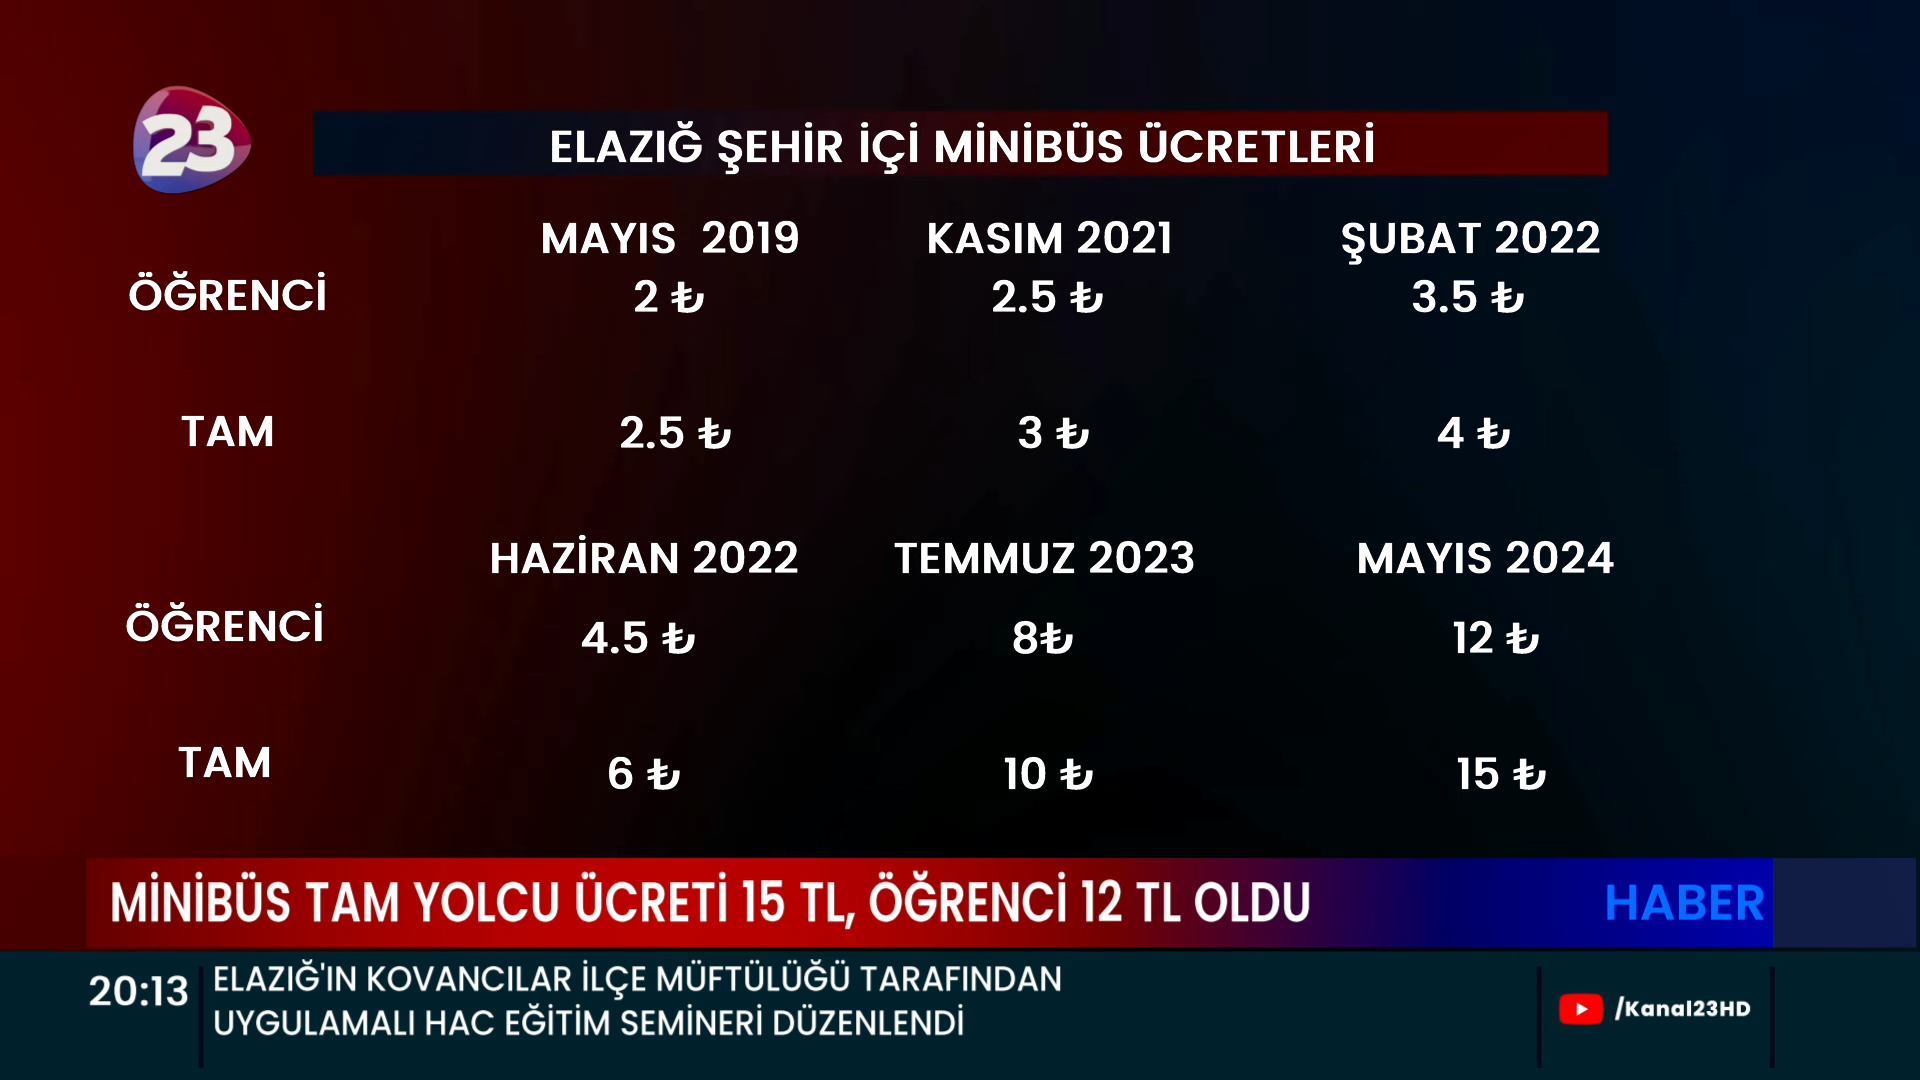 23
ELAZIĞ ŞEHİR İÇİ MİNİBÜS ÜCRETLERİ
MAYIS 2019 KASIM 2021 ŞUBAT 2022
ÖĞRENCİ 2 ₺ 2.5 ₺ 3.5 ₺
TAM 2.5 ₺ 3 ₺ 4 ₺
HAZİRAN 2022 TEMMUZ 2023 MAYIS 2024
ÖĞRENCİ 4.5 ₺ 8₺ 12 ₺
TAM 6 ₺ 10 ₺ 15 ₺
MİNİBÜS TAM YOLCU ÜCRETİ 15 TL, ÖĞRENCİ 12 TL OLDU HABER
20:13 ELAZIĞ'IN KOVANCILAR İLÇE MÜFTÜLÜĞÜ TARAFINDAN
UYGULAMALI HAC EĞİTİM SEMİNERİ DÜZENLENDİ
/Kanal23HD